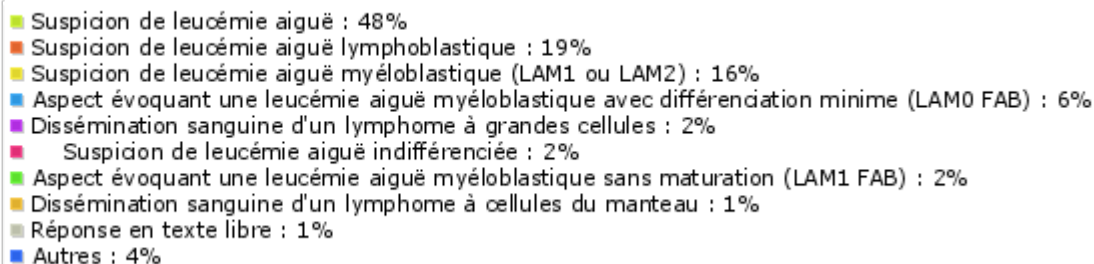 Suspicion de leucémie aiguë : 48%
Suspicion de leucémie aiguë lymphoblastique : 19%
Suspicion de leucémie aiguë myéloblastique (LAM1 ou LAM2) : 16%
Aspect évoquant une leucémie aiguë myéloblastique avec différenciation minime (LAM0 FAB) : 6%
Dissémination sanguine d'un lymphome à grandes cellules : 2%
Suspicion de leucémie aiguë indifférenciée : 2%
Aspect évoquant une leucémie aiguë myéloblastique sans maturation (LAM1 FAB) : 2%
Dissémination sanguine d'un lymphome à cellules du manteau : 1%
Réponse en texte libre : 1%
Autres : 4%